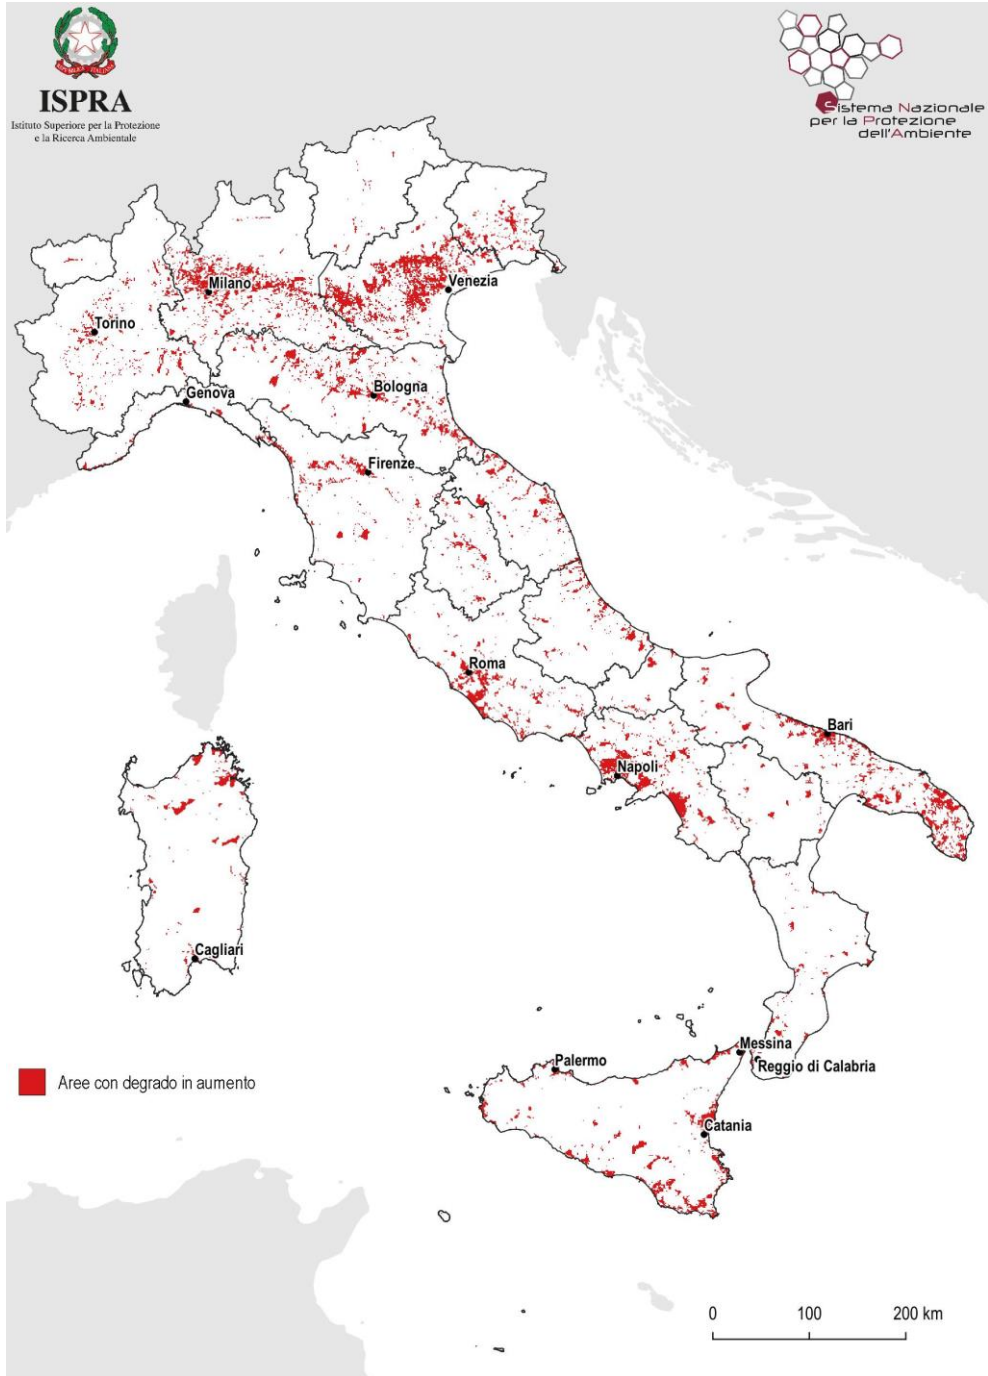 ISPRA
Istituto Superiore per la Protezione
e la Ricerca Ambientale
Sistema Nazionale
per la Protezione
dell'Ambiente
Milano
Venezia
Torino
Bologna
Genova
Firenze
Roma
Bari
Napoli
Cagliari
Messina
Palermo
Reggio di Calabria
Aree con degrado in aumento
Catania
0 100 200 km